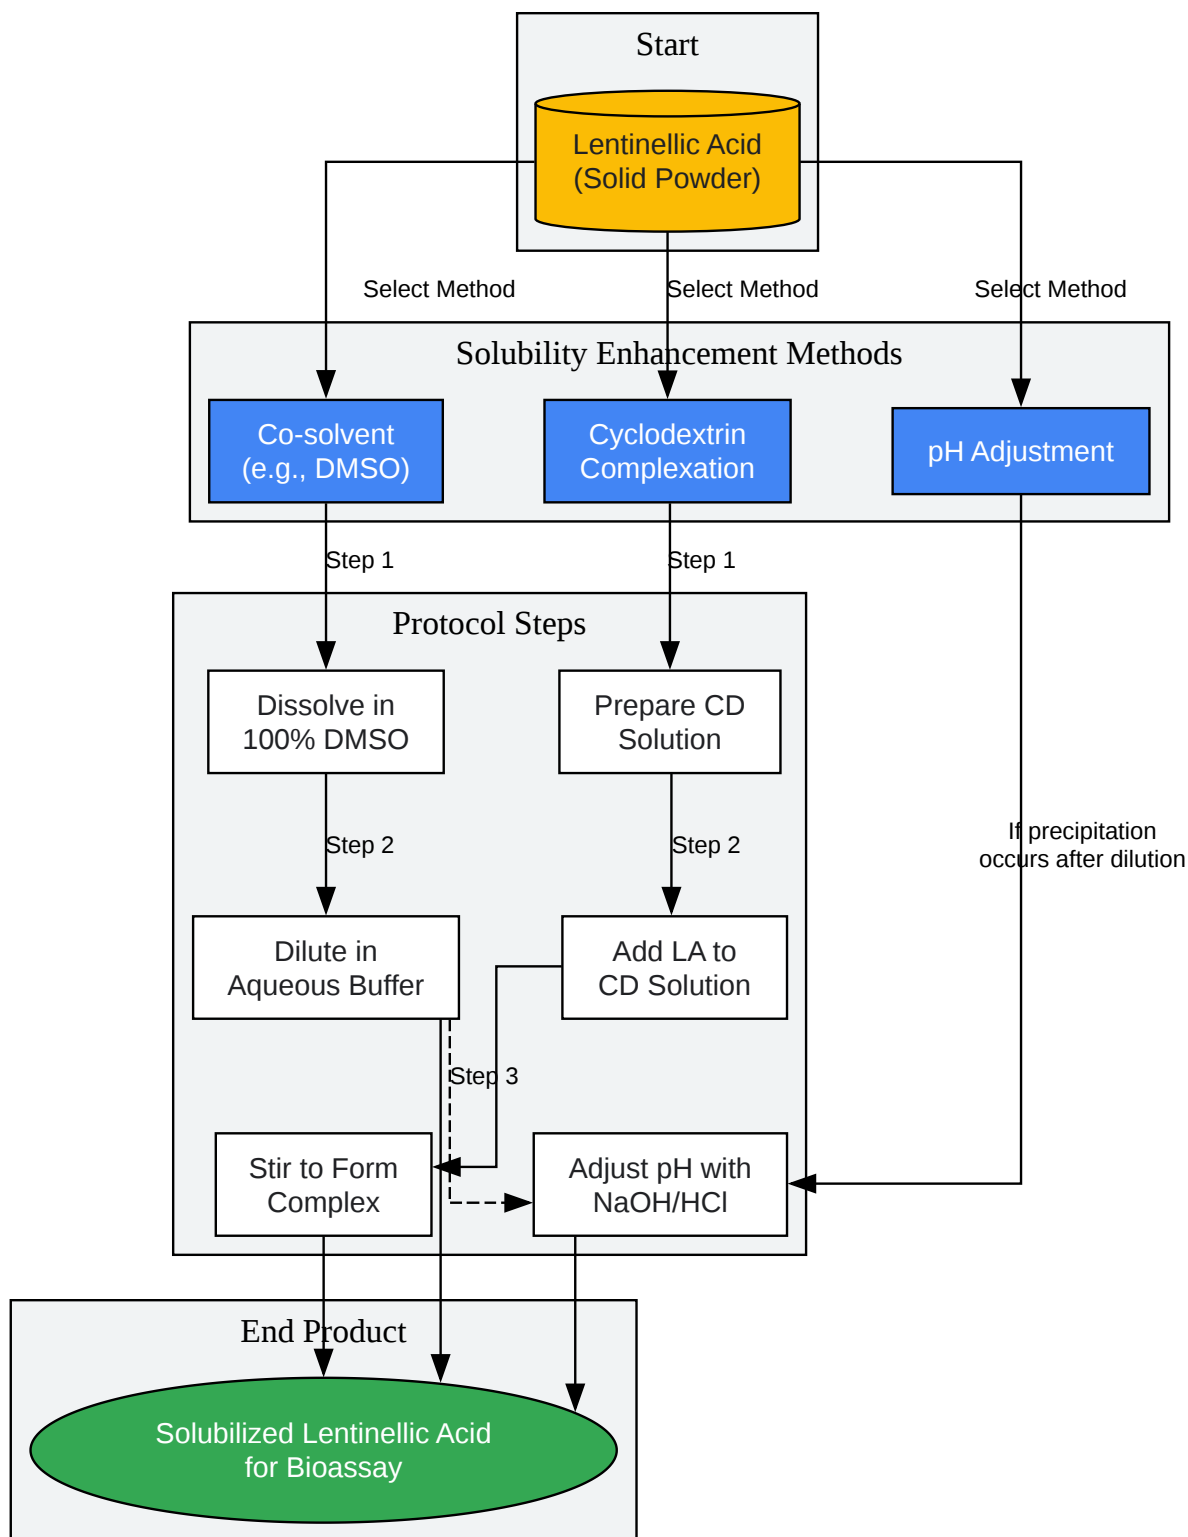 Start
Lentinellic Acid
(Solid Powder)
Select Method
Select Method
Select Method
Solubility Enhancement Methods
Co-solvent
(e.g., DMSO)
Cyclodextrin
Complexation
pH Adjustment
Step 1
Step 1
Protocol Steps
Dissolve in
100% DMSO
Prepare CD
Solution
Step 2
Step 2
If precipitation
occurs after dilution
Dilute in
Aqueous Buffer
Add LA to
CD Solution
Step 3
Stir to Form
Complex
Adjust pH with
NaOH/HCl
End Product
Solubilized Lentinellic Acid
for Bioassay